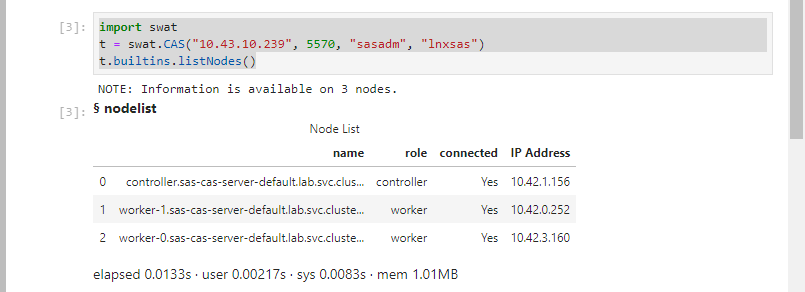 [3]:
import swat
t = swat.CAS("10.43.10.239", 5570, "sasadm", "lnxsas")
t.builtins.listNodes()
NOTE: Information is available on 3 nodes.
[3]:
§ nodelist
Node List
name role connected IP Address
0 controller.sas-cas-server-default.lab.svc.clus... controller Yes 10.42.1.156
1 worker-1.sas-cas-server-default.lab.svc.cluste... worker Yes 10.42.0.252
2 worker-0.sas-cas-server-default.lab.svc.cluste... worker Yes 10.42.3.160
elapsed 0.0133s · user 0.00217s · sys 0.0083s · mem 1.01MB